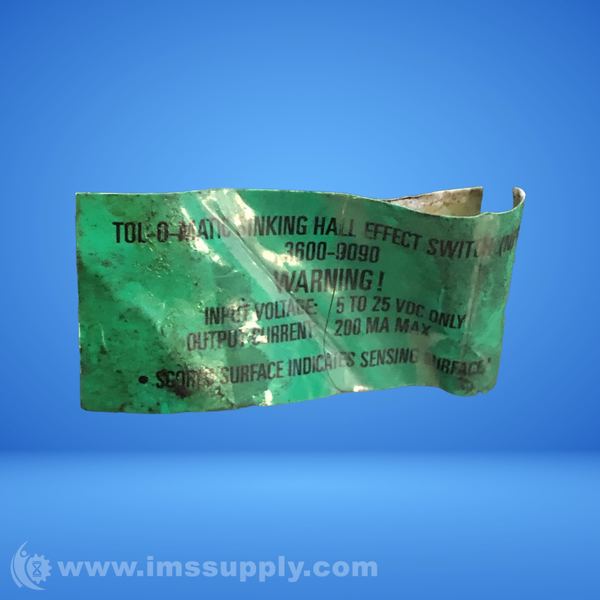 TOL-O-MATIC SINKING HALL EFFECT SWITCH (N
3600-9090
WARNING!
INPUT VOLTAGE: 5 TO 25 VDC ONLY
OUTPUT CURRENT 200 MA MAX
• SCORED SURFACE INDICATES SENSING SURFACE
www.imssupply.com